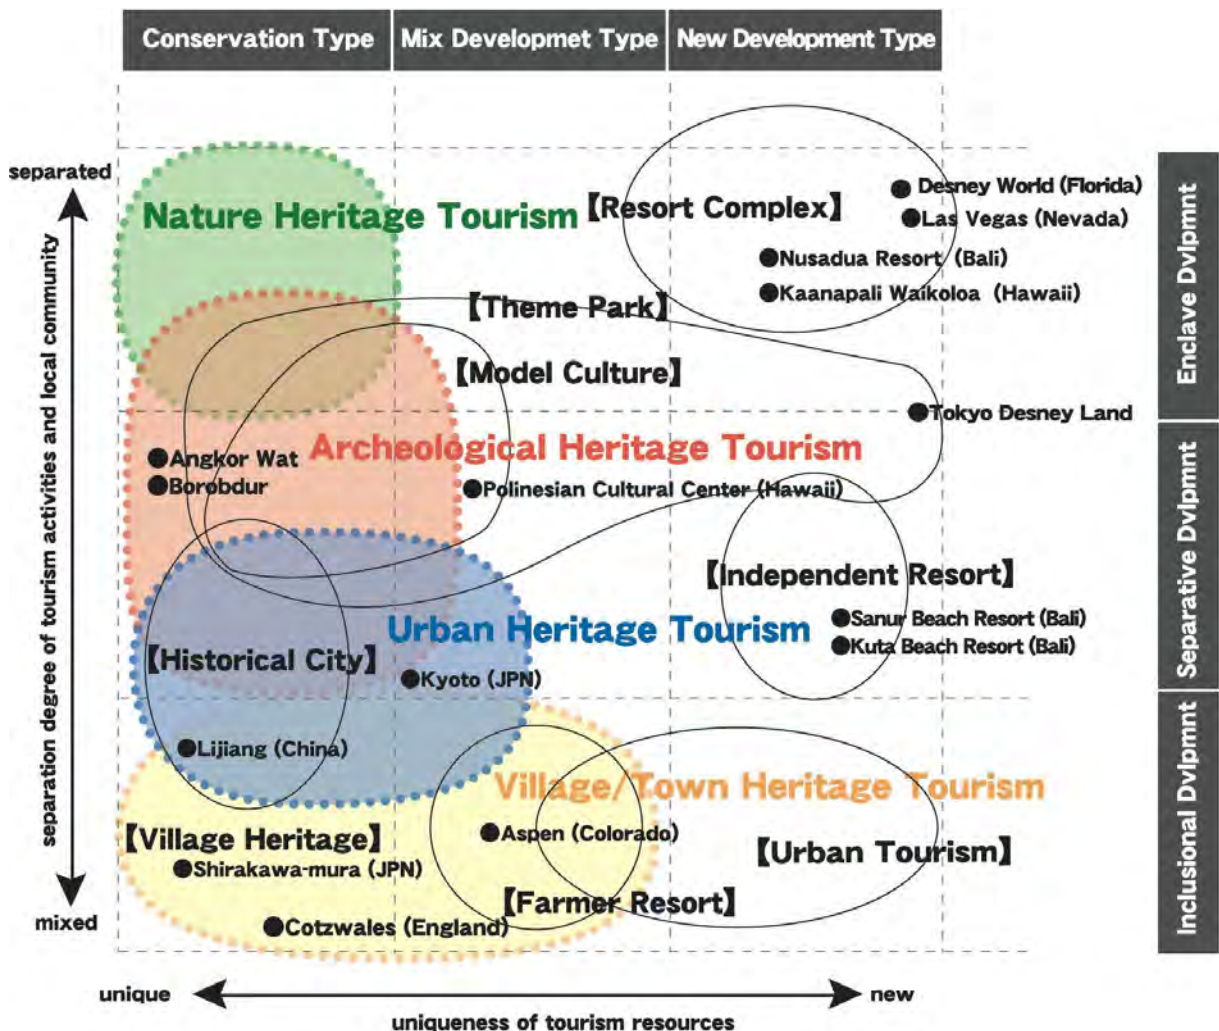 Conservation Type
Mix Developmet Type
New Development Type
separated
Desney World (Florida)
Nature Heritage Tourism
【Resort Complex】
Las Vegas (Nevada)
Nusadua Resort (Bali)
Kaanapali Waikoloa (Hawaii)
【Theme Park】
【Model Culture】
Enclave Dvlpmnt
Tokyo Desney Land
Archeological Heritage Tourism
Angkor Wat
Borobdur
Polinesian Cultural Center (Hawaii)
separation degree of tourism activities and local community
Separative Dvlpmnt
【Independent Resort】
Sanur Beach Resort (Bali)
Urban Heritage Tourism
Kuta Beach Resort (Bali)
【Historical City】
Kyoto (JPN)
Lijiang (China)
Village/Town Heritage Tourism
Inclusional Dvlpmnt
【Village Heritage】
Aspen (Colorado)
【Urban Tourism】
Shirakawa-mura (JPN)
【Farmer Resort】
mixed
Cotzwales (England)
unique
new
uniqueness of tourism resources